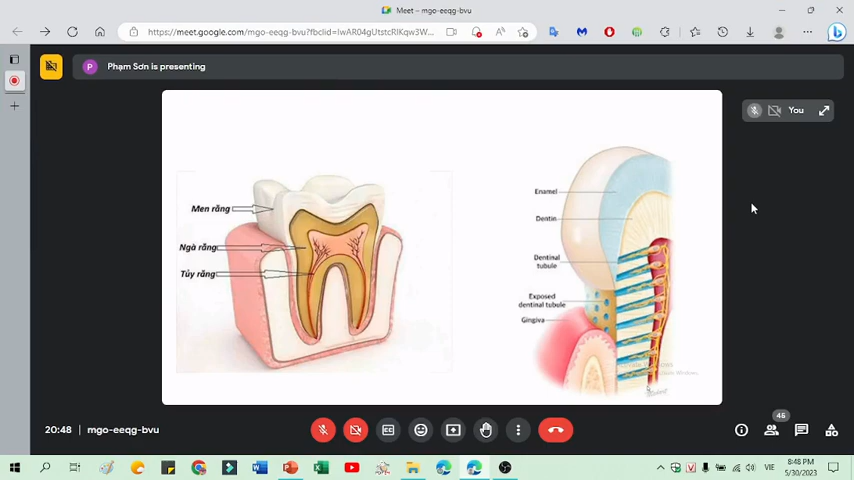 Meet – mgo-eeqg-bvu
https://meet.google.com/mgo-eeqg-bvu?fbclid=IwAR04gUtstcRlKqw3W...
P
Phạm Sơn is presenting
You
Men răng
Ngà răng
Tủy răng
Enamel
Dentin
Dentinal
tubule
Exposed
dentinal tubule
Gingiva
46
20:48
mgo-eeqg-bvu
VIE
8:48 PM
5/30/2023